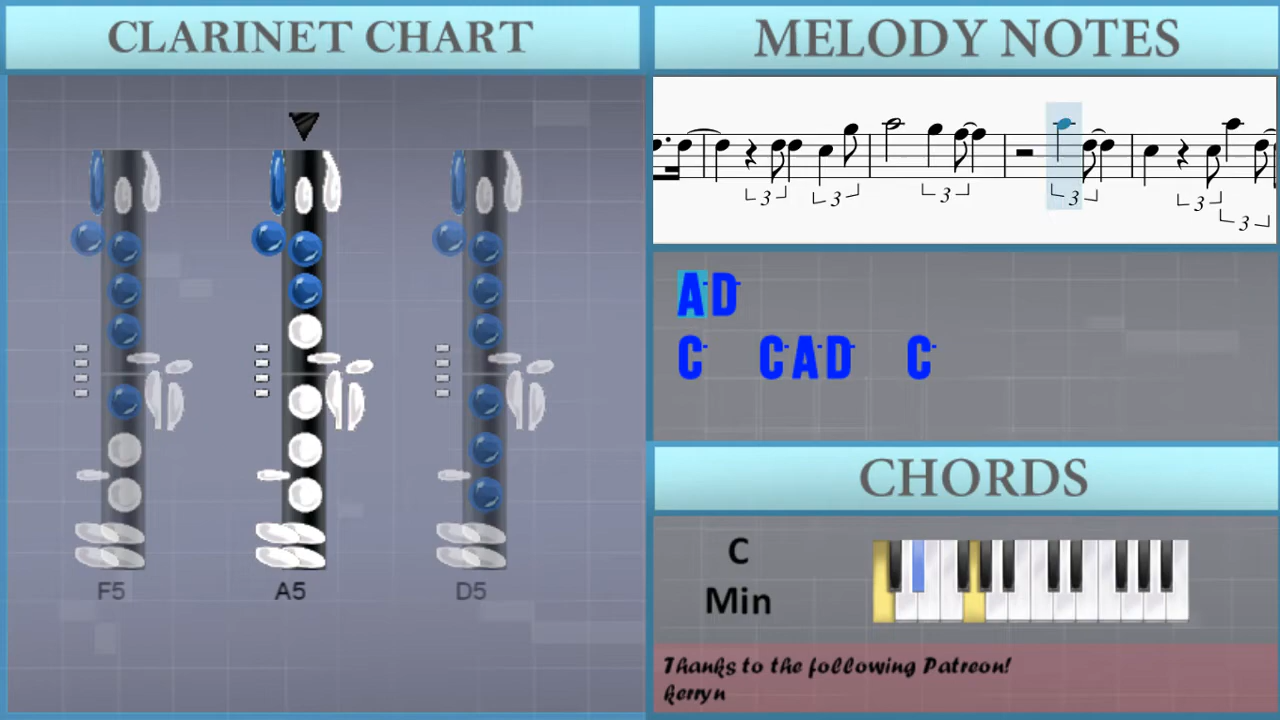 CLARINET CHART
MELODY NOTES
3
3
3
3
3
3
A- D-
C- C- A- D- C-
F5 A5 D5
CHORDS
C
Min
Thanks to the following Patreon!
kerryn